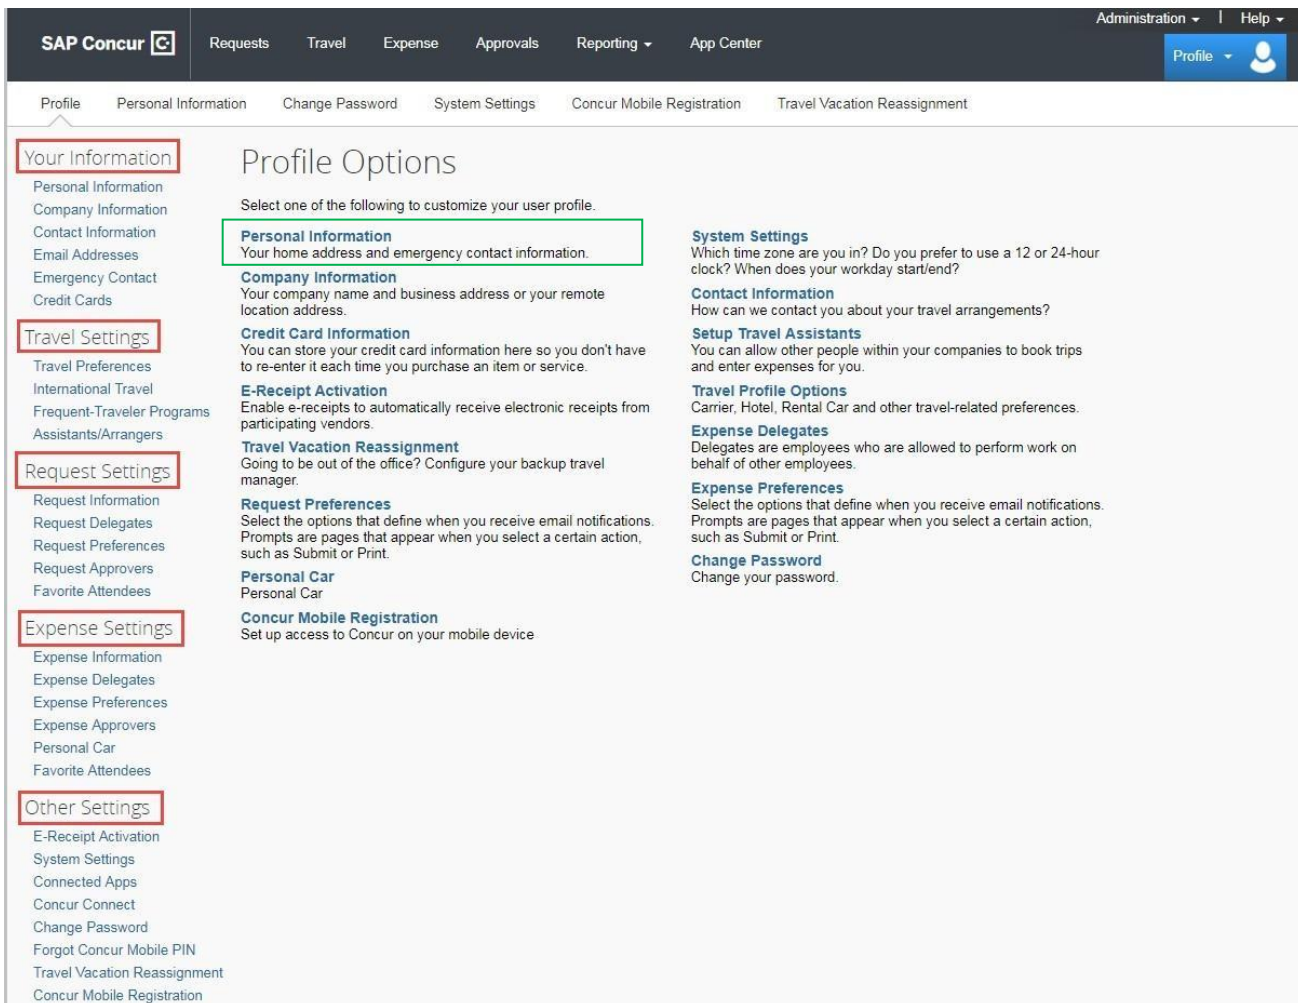 Administration | Help
SAP Concur C Requests Travel Expense Approvals Reporting App Center
Profile
Profile Personal Information Change Password System Settings Concur Mobile Registration Travel Vacation Reassignment
Your Information
Personal Information
Company Information
Contact Information
Email Addresses
Emergency Contact
Credit Cards
Travel Settings
Travel Preferences
International Travel
Frequent-Traveler Programs
Assistants/Arrangers
Request Settings
Request Information
Request Delegates
Request Preferences
Request Approvers
Favorite Attendees
Expense Settings
Expense Information
Expense Delegates
Expense Preferences
Expense Approvers
Personal Car
Favorite Attendees
Other Settings
E-Receipt Activation
System Settings
Connected Apps
Concur Connect
Change Password
Forgot Concur Mobile PIN
Travel Vacation Reassignment
Concur Mobile Registration
Profile Options
Select one of the following to customize your user profile.
Personal Information
Your home address and emergency contact information.
Company Information
Your company name and business address or your remote
location address.
Credit Card Information
You can store your credit card information here so you don't have
to re-enter it each time you purchase an item or service.
E-Receipt Activation
Enable e-receipts to automatically receive electronic receipts from
participating vendors.
Travel Vacation Reassignment
Going to be out of the office? Configure your backup travel
manager.
Request Preferences
Select the options that define when you receive email notifications.
Prompts are pages that appear when you select a certain action,
such as Submit or Print.
Personal Car
Personal Car
Concur Mobile Registration
Set up access to Concur on your mobile device
System Settings
Which time zone are you in? Do you prefer to use a 12 or 24-hour
clock? When does your workday start/end?
Contact Information
How can we contact you about your travel arrangements?
Setup Travel Assistants
You can allow other people within your companies to book trips
and enter expenses for you.
Travel Profile Options
Carrier, Hotel, Rental Car and other travel-related preferences.
Expense Delegates
Delegates are employees who are allowed to perform work on
behalf of other employees.
Expense Preferences
Select the options that define when you receive email notifications.
Prompts are pages that appear when you select a certain action,
such as Submit or Print.
Change Password
Change your password.